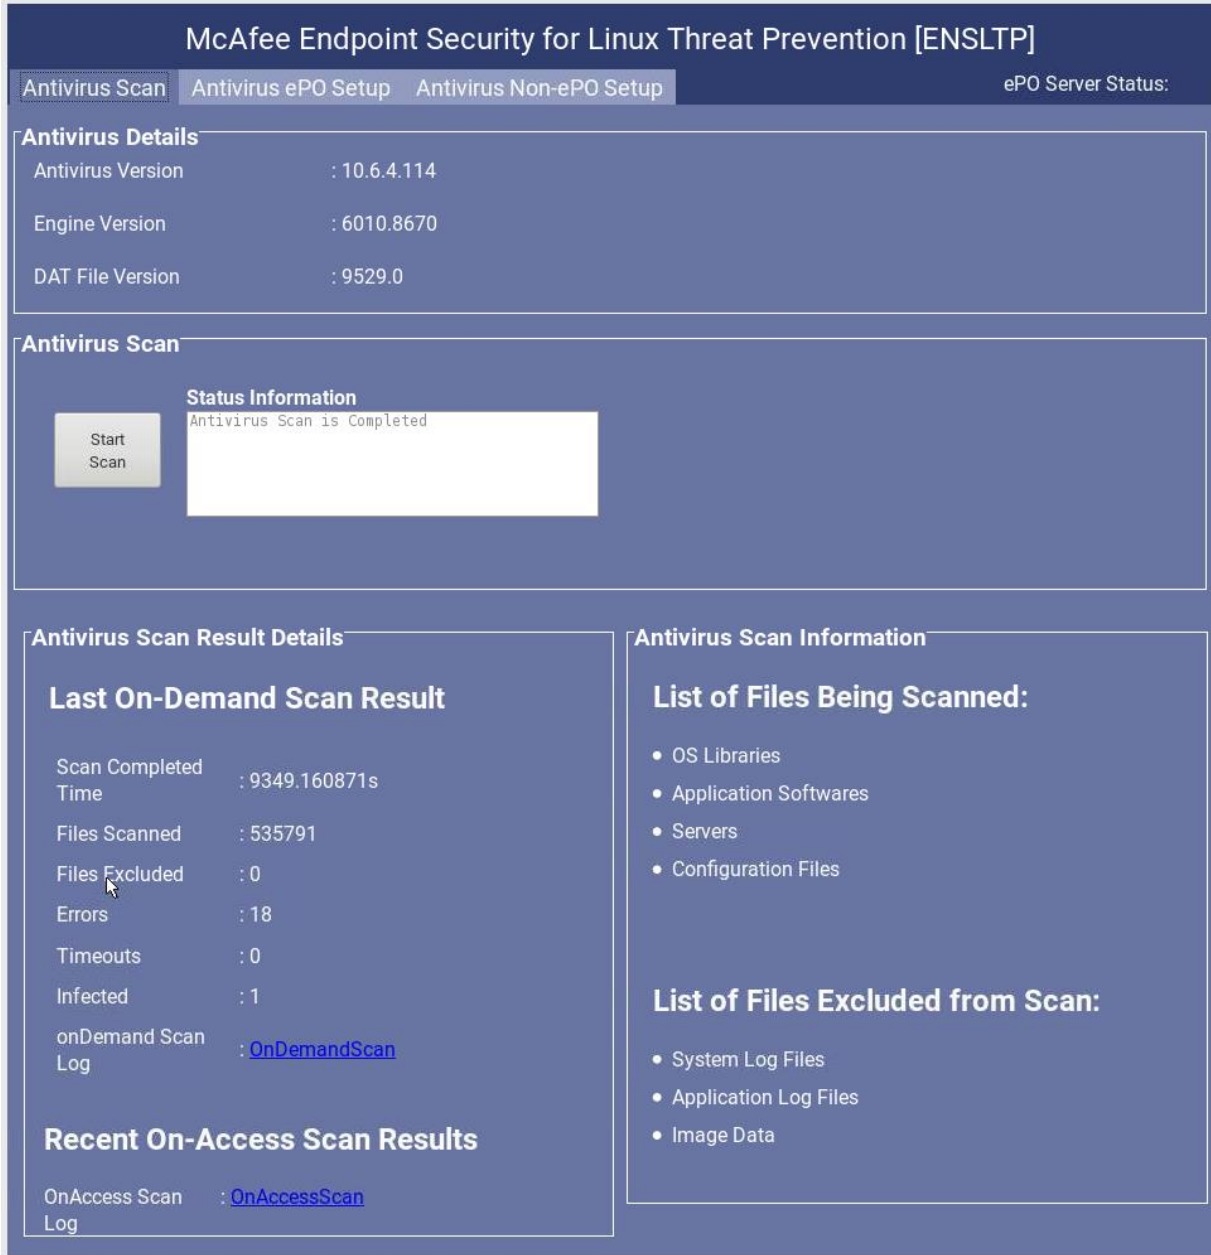 McAfee Endpoint Security for Linux Threat Prevention [ENSLTP]
Antivirus Scan Antivirus ePO Setup Antivirus Non-ePO Setup ePO Server Status:
Antivirus Details
Antivirus Version : 10.6.4.114
Engine Version : 6010.8670
DAT File Version : 9529.0
Antivirus Scan
Status Information
Antivirus Scan is Completed
Start
Scan
Antivirus Scan Result Details
Last On-Demand Scan Result
Scan Completed
Time : 9349.160871s
Files Scanned : 535791
Files Excluded : 0
Errors : 18
Timeouts : 0
Infected : 1
onDemand Scan
Log : OnDemandScan
Recent On-Access Scan Results
OnAccess Scan : OnAccessScan
Log
Antivirus Scan Information
List of Files Being Scanned:
• OS Libraries
• Application Softwares
• Servers
• Configuration Files
List of Files Excluded from Scan:
• System Log Files
• Application Log Files
• Image Data